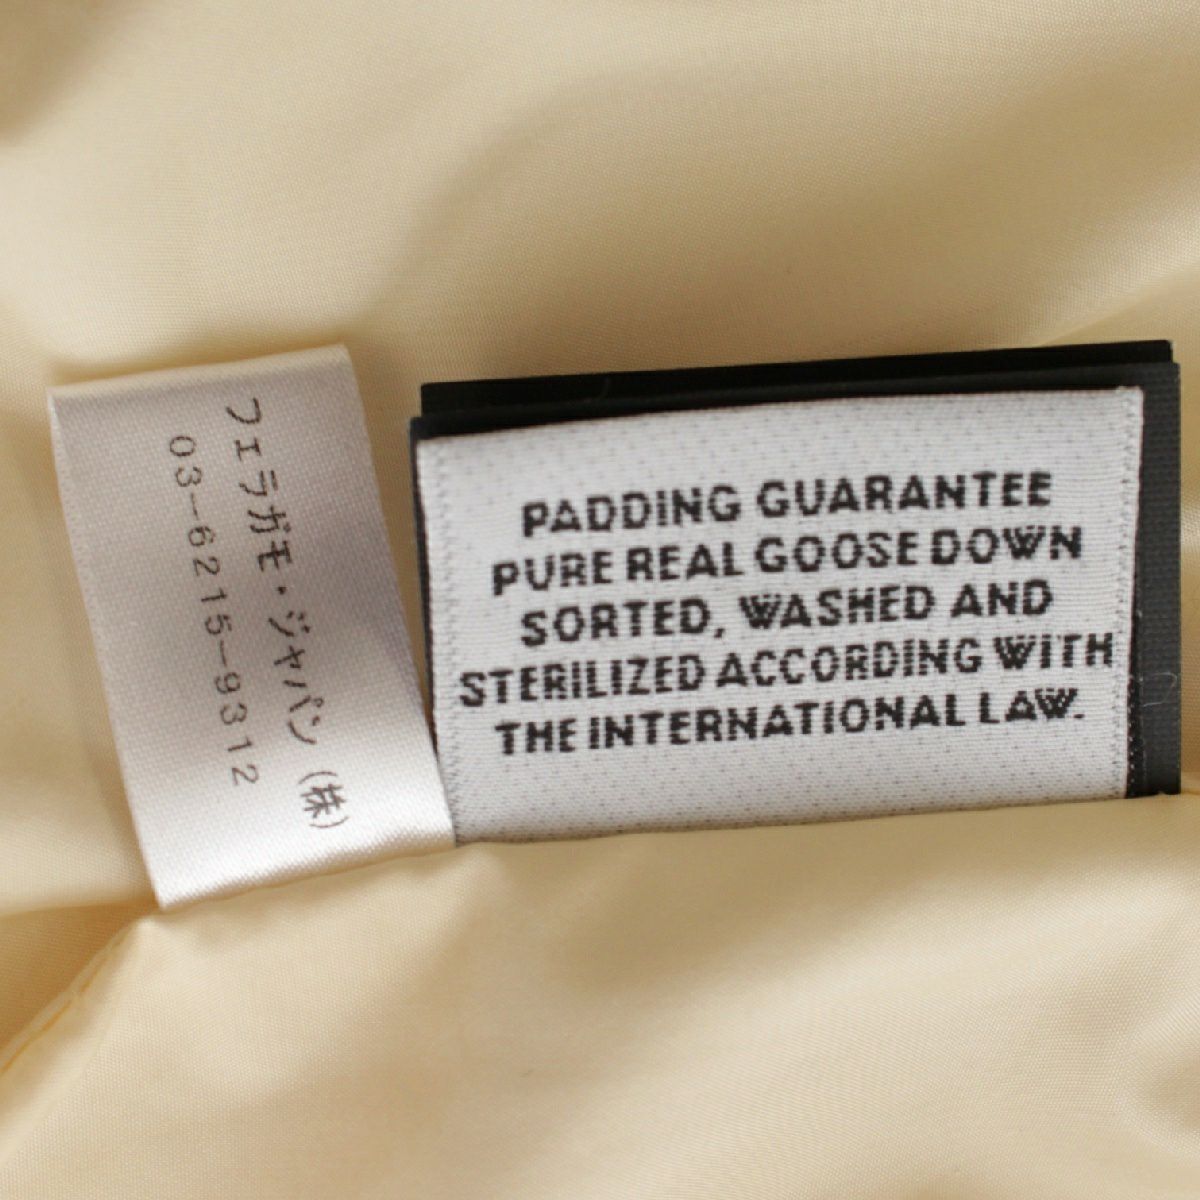 フェラガモ・ジャパン(株)
03-6215-9312
PADDING GUARANTEE
PURE REAL GOOSE DOWN
SORTED, WASHED AND
STERILIZED ACCORDING WITH
THE INTERNATIONAL LAW.